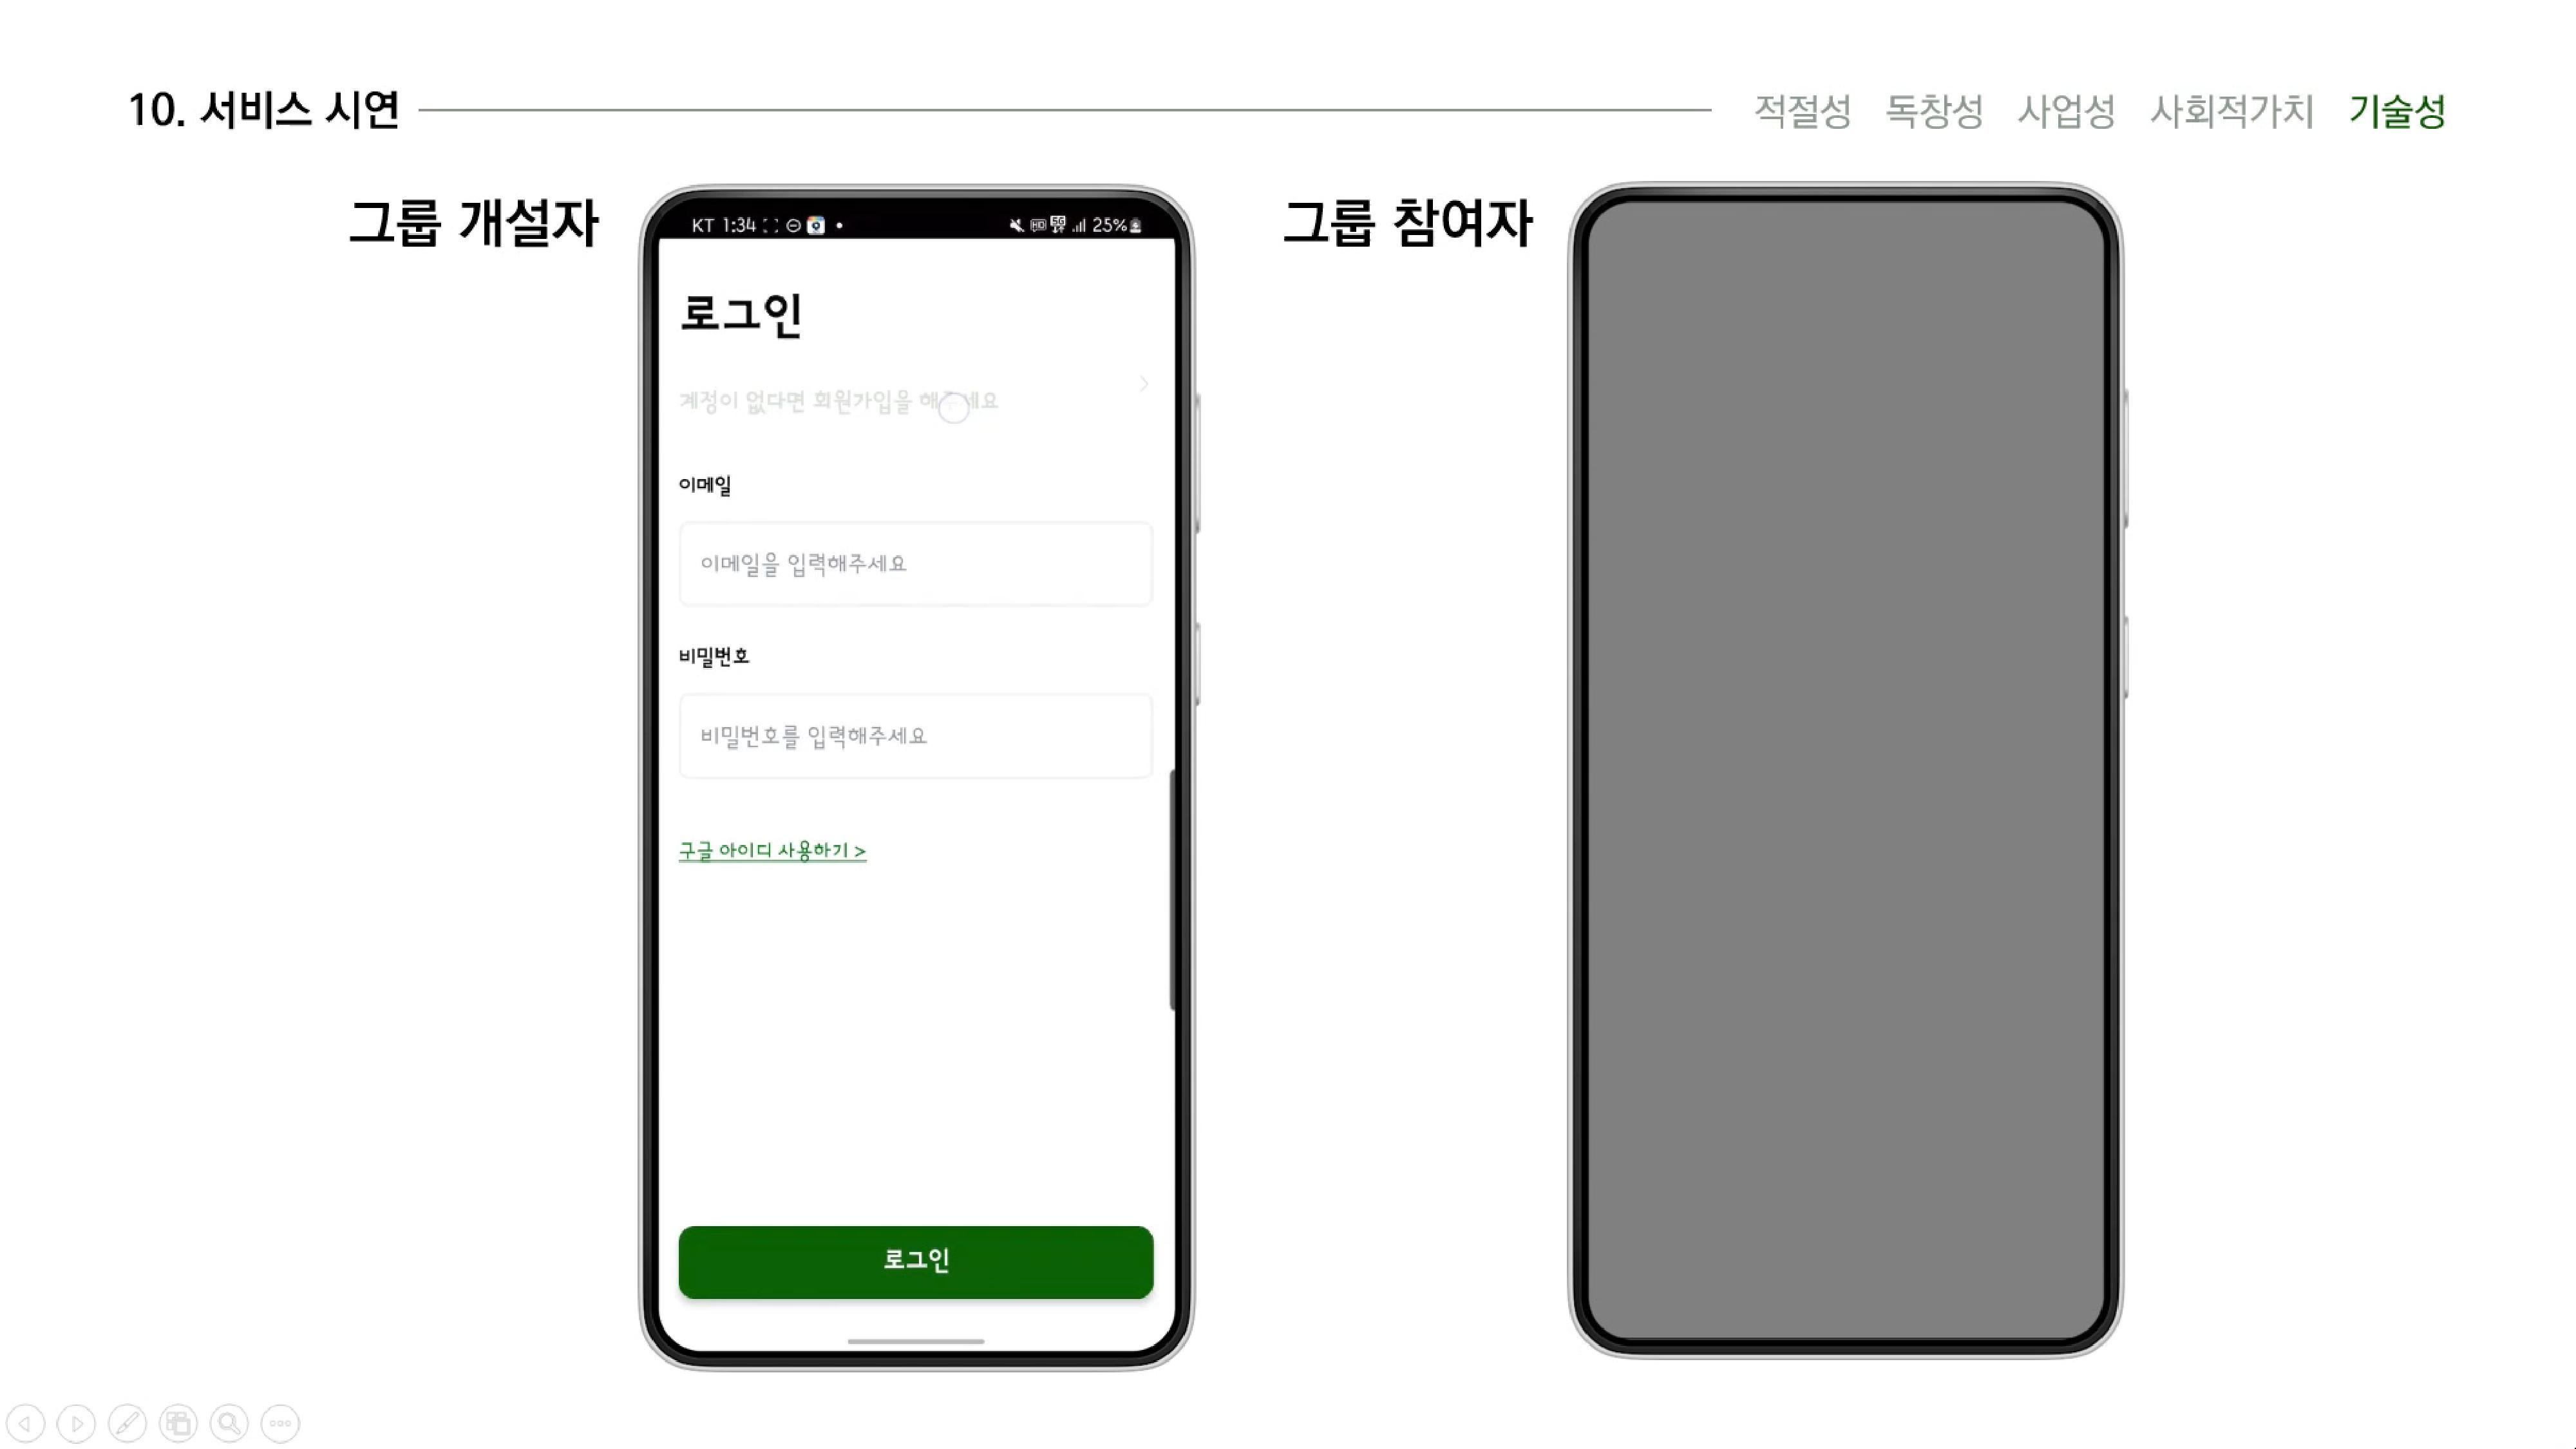 10. 서비스 시연
적절성 독창성 사업성 사회적가치 기술성
그룹 개설자
그룹 참여자
KT 1:34
HD 5G 25%
로그인
계정이 없다면 회원가입을 해주세요
이메일
이메일을 입력해주세요
비밀번호
비밀번호를 입력해주세요
구글 아이디 사용하기 >
로그인